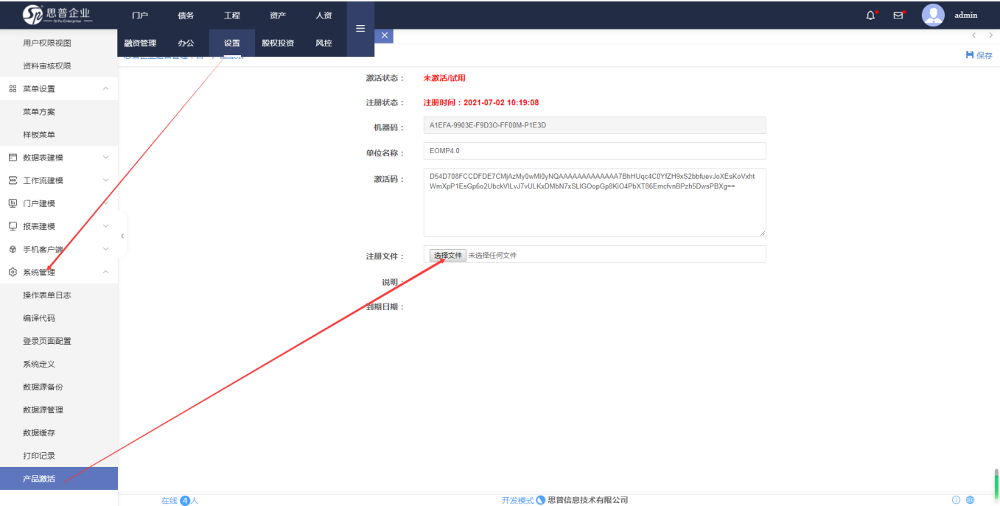 思普企业
Si Pu Enterprise
门户 债务 工程 资产 人资
admin
融资管理 办公 设置 股权投资 风控
保存
用户权限视图
资料审核权限
菜单设置
菜单方案
样板菜单
数据表建模
工作流建模
门户建模
报表建模
手机客户端
系统管理
操作表单日志
编译代码
登录页面配置
系统定义
数据源备份
数据源管理
数据缓存
打印记录
产品激活
激活状态： 未激活/试用
注册状态： 注册时间：2021-07-02 10:19:08
机器码： A1EFA-9903E-F9D3O-FF00M-P1E3D
单位名称： EOMP4.0
激活码： D54D708FCCDFDE7CMjAzMy0wMi0yNQAAAAAAAAAAAAA7BhHUqc4C0YfZH9xS2bbfuevJoXEsKoVxht
WmXpP1EsGp6o2UbckVILvJ7vULKxDMbN7xSLIGOopGp8KiO4PbXT86EmcfvnBPzh5DwsPBXg==
注册文件： 选择文件 未选择任何文件
说明：
到期日期：
在线 4 人
开发模式 思普信息技术有限公司